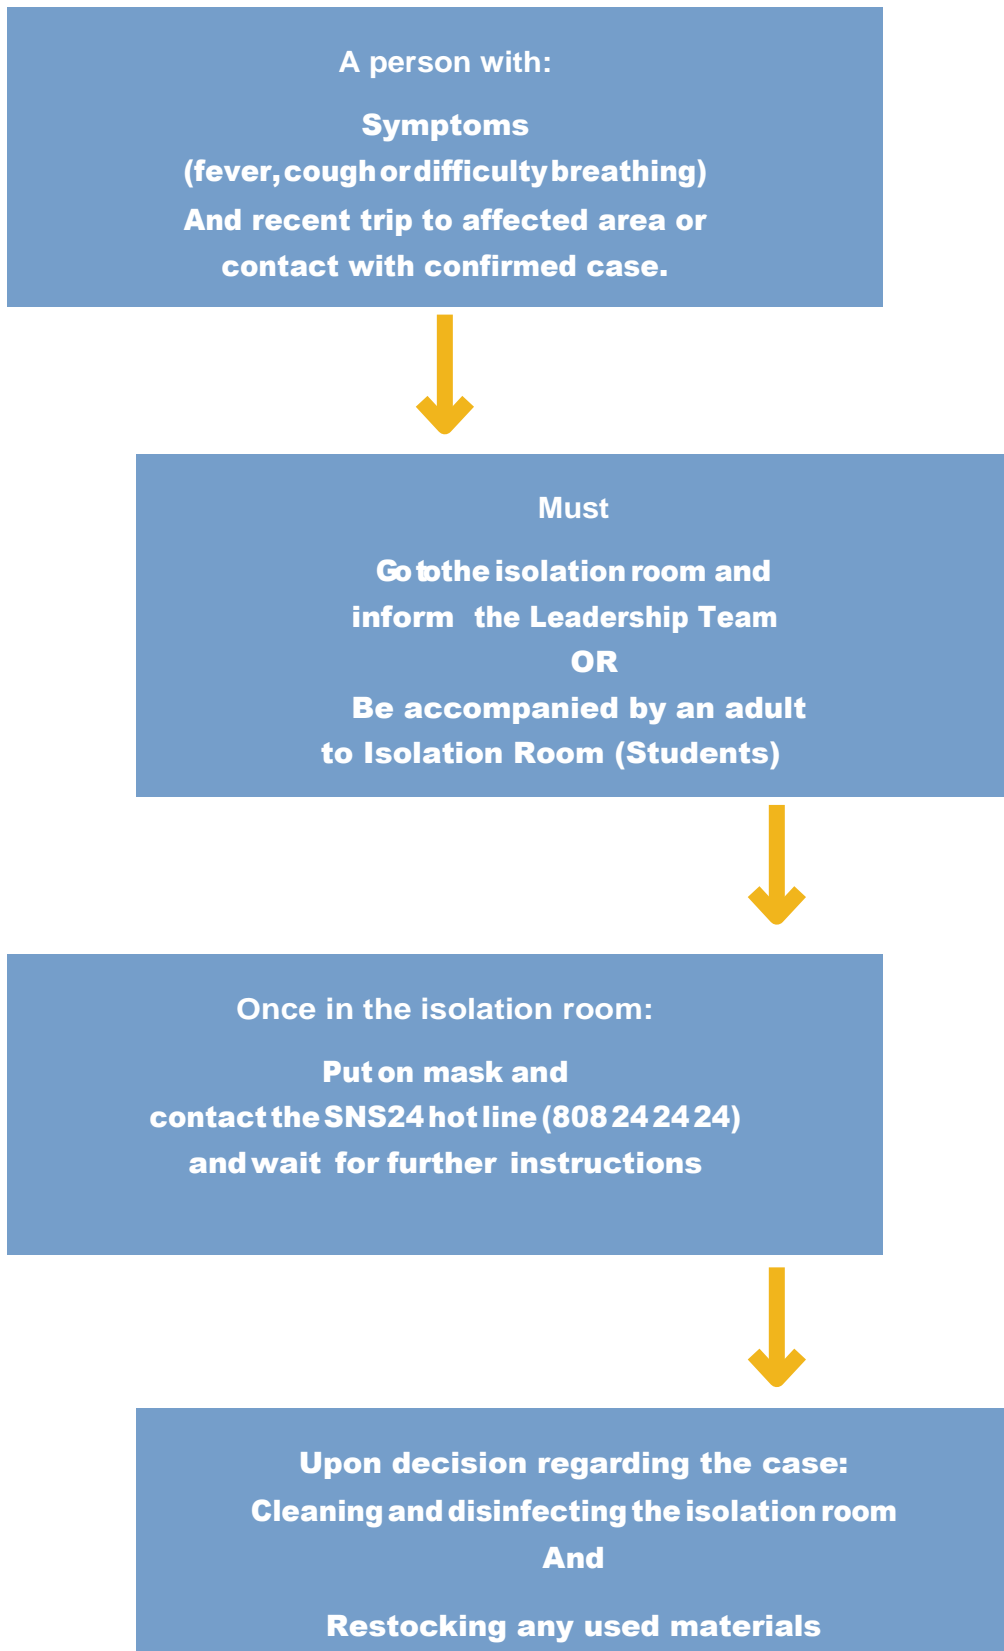 A person with:
Symptoms
(fever, cough or difficulty breathing)
And recent trip to affected area or
contact with confirmed case.
Must
Go to the isolation room and
inform the Leadership Team
OR
Be accompanied by an adult
to Isolation Room (Students)
Once in the isolation room:
Put on mask and
contact the SNS24 hot line (808 24 24 24)
and wait for further instructions
Upon decision regarding the case:
Cleaning and disinfecting the isolation room
And
Restocking any used materials